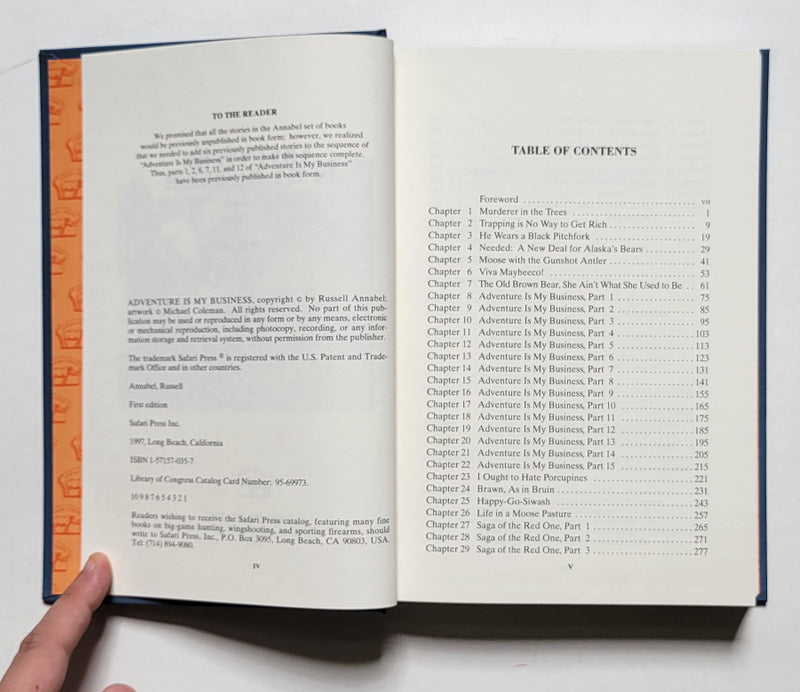 TO THE READER
We promised that all the stories in the Annabel set of books
would be previously unpublished in book form; however, we realized
that we needed to add six previously published stories to the sequence of
"Adventure Is My Business" in order to make this sequence complete.
Thus, parts 1, 2, 6, 7, 11, and 12 of "Adventure Is My Business"
have been previously published in book form.
ADVENTURE IS MY BUSINESS, copyright © by Russell Annabel;
artwork © Michael Coleman. All rights reserved. No part of this pub-
lication may be used or reproduced in any form or by any means, electronic
or mechanical reproduction, including photocopy, recording, or any infor-
mation storage and retrieval system, without permission from the publisher.
The trademark Safari Press ® is registered with the U.S. Patent and Trade-
mark Office and in other countries.
Annabel, Russell
First edition
Safari Press Inc.
1997, Long Beach, California
ISBN 1-57157-035-7
Library of Congress Catalog Card Number: 95-69973.
10 9 8 7 6 5 4 3 2 1
Readers wishing to receive the Safari Press catalog, featuring many fine
books on big-game hunting, wingshooting, and sporting firearms, should
write to Safari Press, Inc., P.O. Box 3095, Long Beach, CA 90803, USA.
Tel: (714) 894-9080.
IV
TABLE OF CONTENTS
Foreword ........ vii
Chapter 1 Murderer in the Trees ........ 1
Chapter 2 Trapping is No Way to Get Rich ........ 9
Chapter 3 He Wears a Black Pitchfork ........ 19
Chapter 4 Needed: A New Deal for Alaska's Bears ........ 29
Chapter 5 Moose with the Gunshot Antler ........ 41
Chapter 6 Viva Mayheeco! ........ 53
Chapter 7 The Old Brown Bear, She Ain't What She Used to Be . . 61
Chapter 8 Adventure Is My Business, Part 1 ........ 75
Chapter 9 Adventure Is My Business, Part 2 ........ 85
Chapter 10 Adventure Is My Business, Part 3 ........ 95
Chapter 11 Adventure Is My Business, Part 4 ........ 103
Chapter 12 Adventure Is My Business, Part 5 ........ 113
Chapter 13 Adventure Is My Business, Part 6 ........ 123
Chapter 14 Adventure Is My Business, Part 7 ........ 131
Chapter 15 Adventure Is My Business, Part 8 ........ 141
Chapter 16 Adventure Is My Business, Part 9 ........ 155
Chapter 17 Adventure Is My Business, Part 10 ........ 165
Chapter 18 Adventure Is My Business, Part 11 ........ 175
Chapter 19 Adventure Is My Business, Part 12 ........ 185
Chapter 20 Adventure Is My Business, Part 13 ........ 195
Chapter 21 Adventure Is My Business, Part 14 ........ 205
Chapter 22 Adventure Is My Business, Part 15 ........ 215
Chapter 23 I Ought to Hate Porcupines ........ 221
Chapter 24 Brawn, As in Bruin ........ 231
Chapter 25 Happy-Go-Siwash ........ 243
Chapter 26 Life in a Moose Pasture ........ 257
Chapter 27 Saga of the Red One, Part 1 ........ 265
Chapter 28 Saga of the Red One, Part 2 ........ 271
Chapter 29 Saga of the Red One, Part 3 ........ 277
V